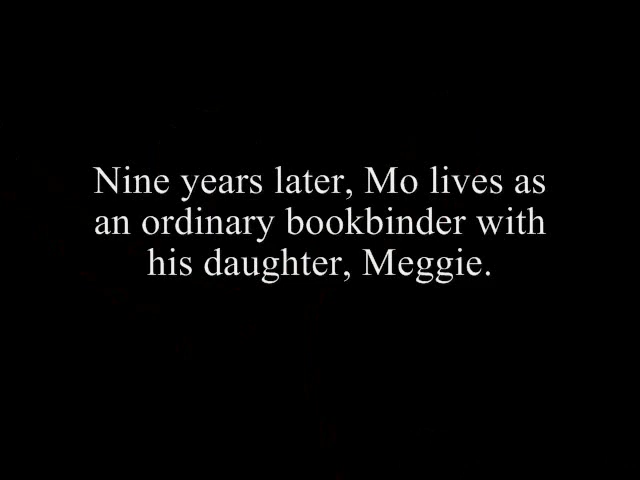 Nine years later, Mo lives as
an ordinary bookbinder with
his daughter, Meggie.